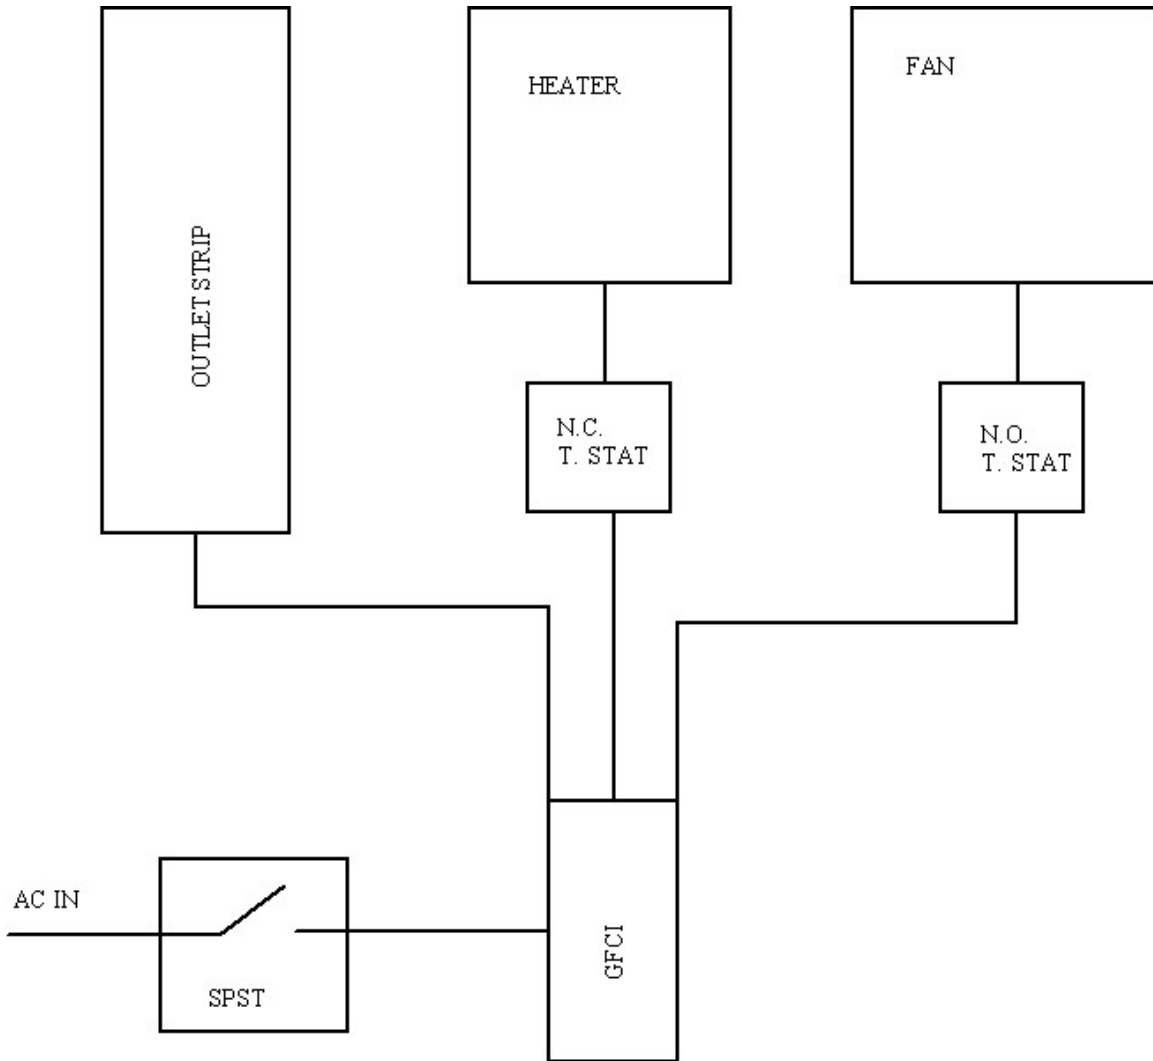 HEATER
FAN
OUTLET STRIP
N.C.
T. STAT
N.O.
T. STAT
AC IN
SPST
GFCI